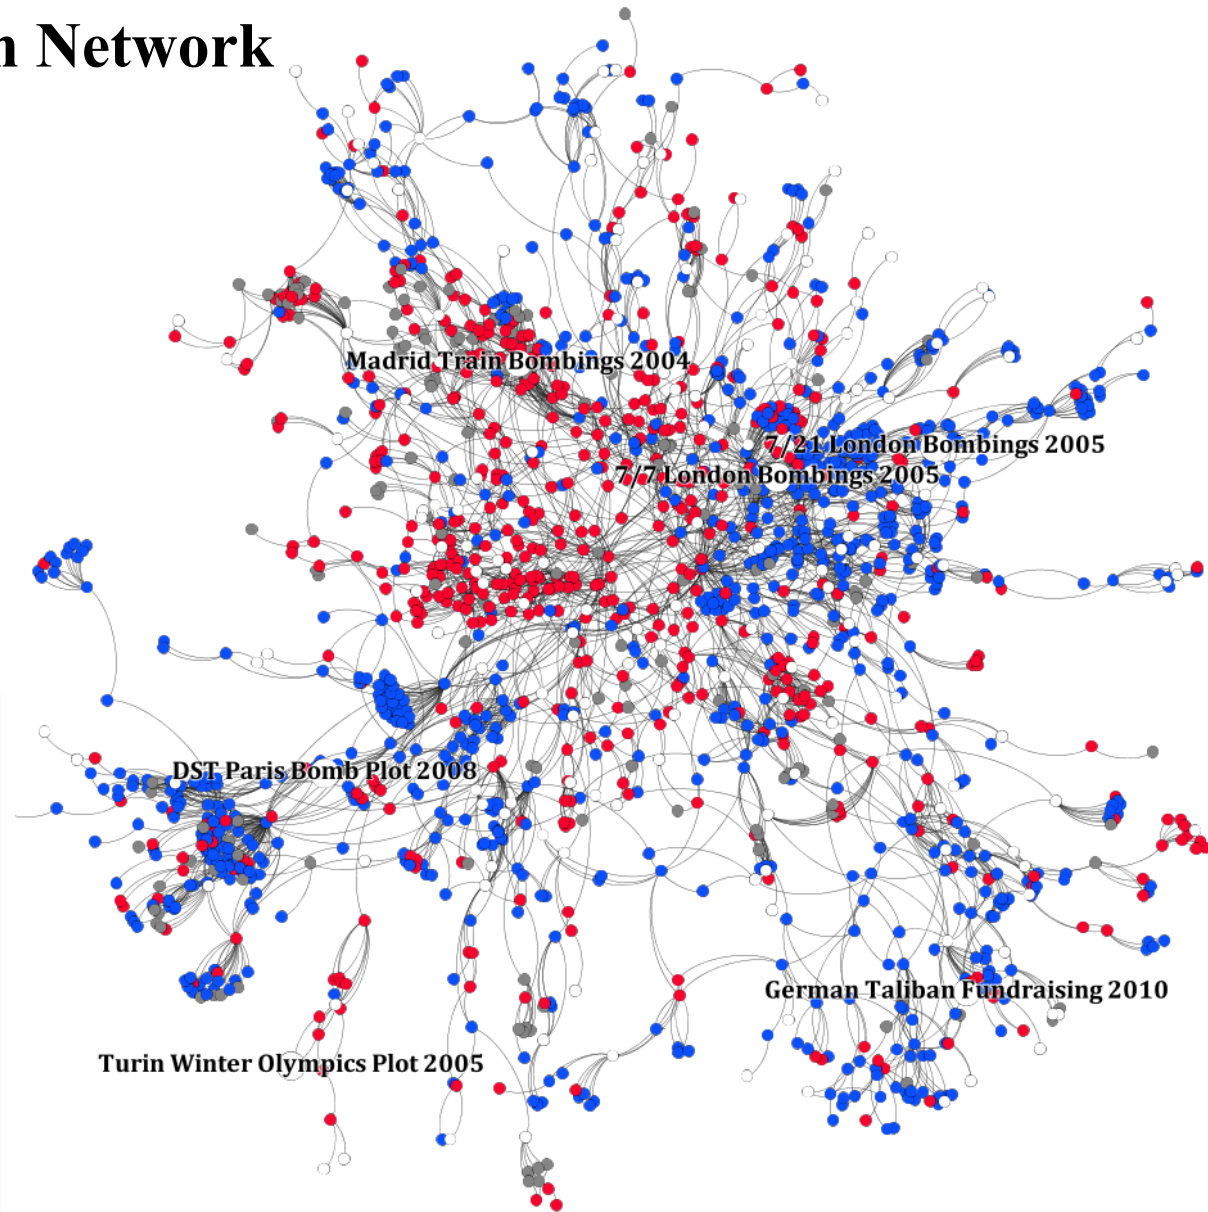 n Network
Madrid Train Bombings 2004
7/21 London Bombings 2005
7/7 London Bombings 2005
DST Paris Bomb Plot 2008
German Taliban Fundraising 2010
Turin Winter Olympics Plot 2005